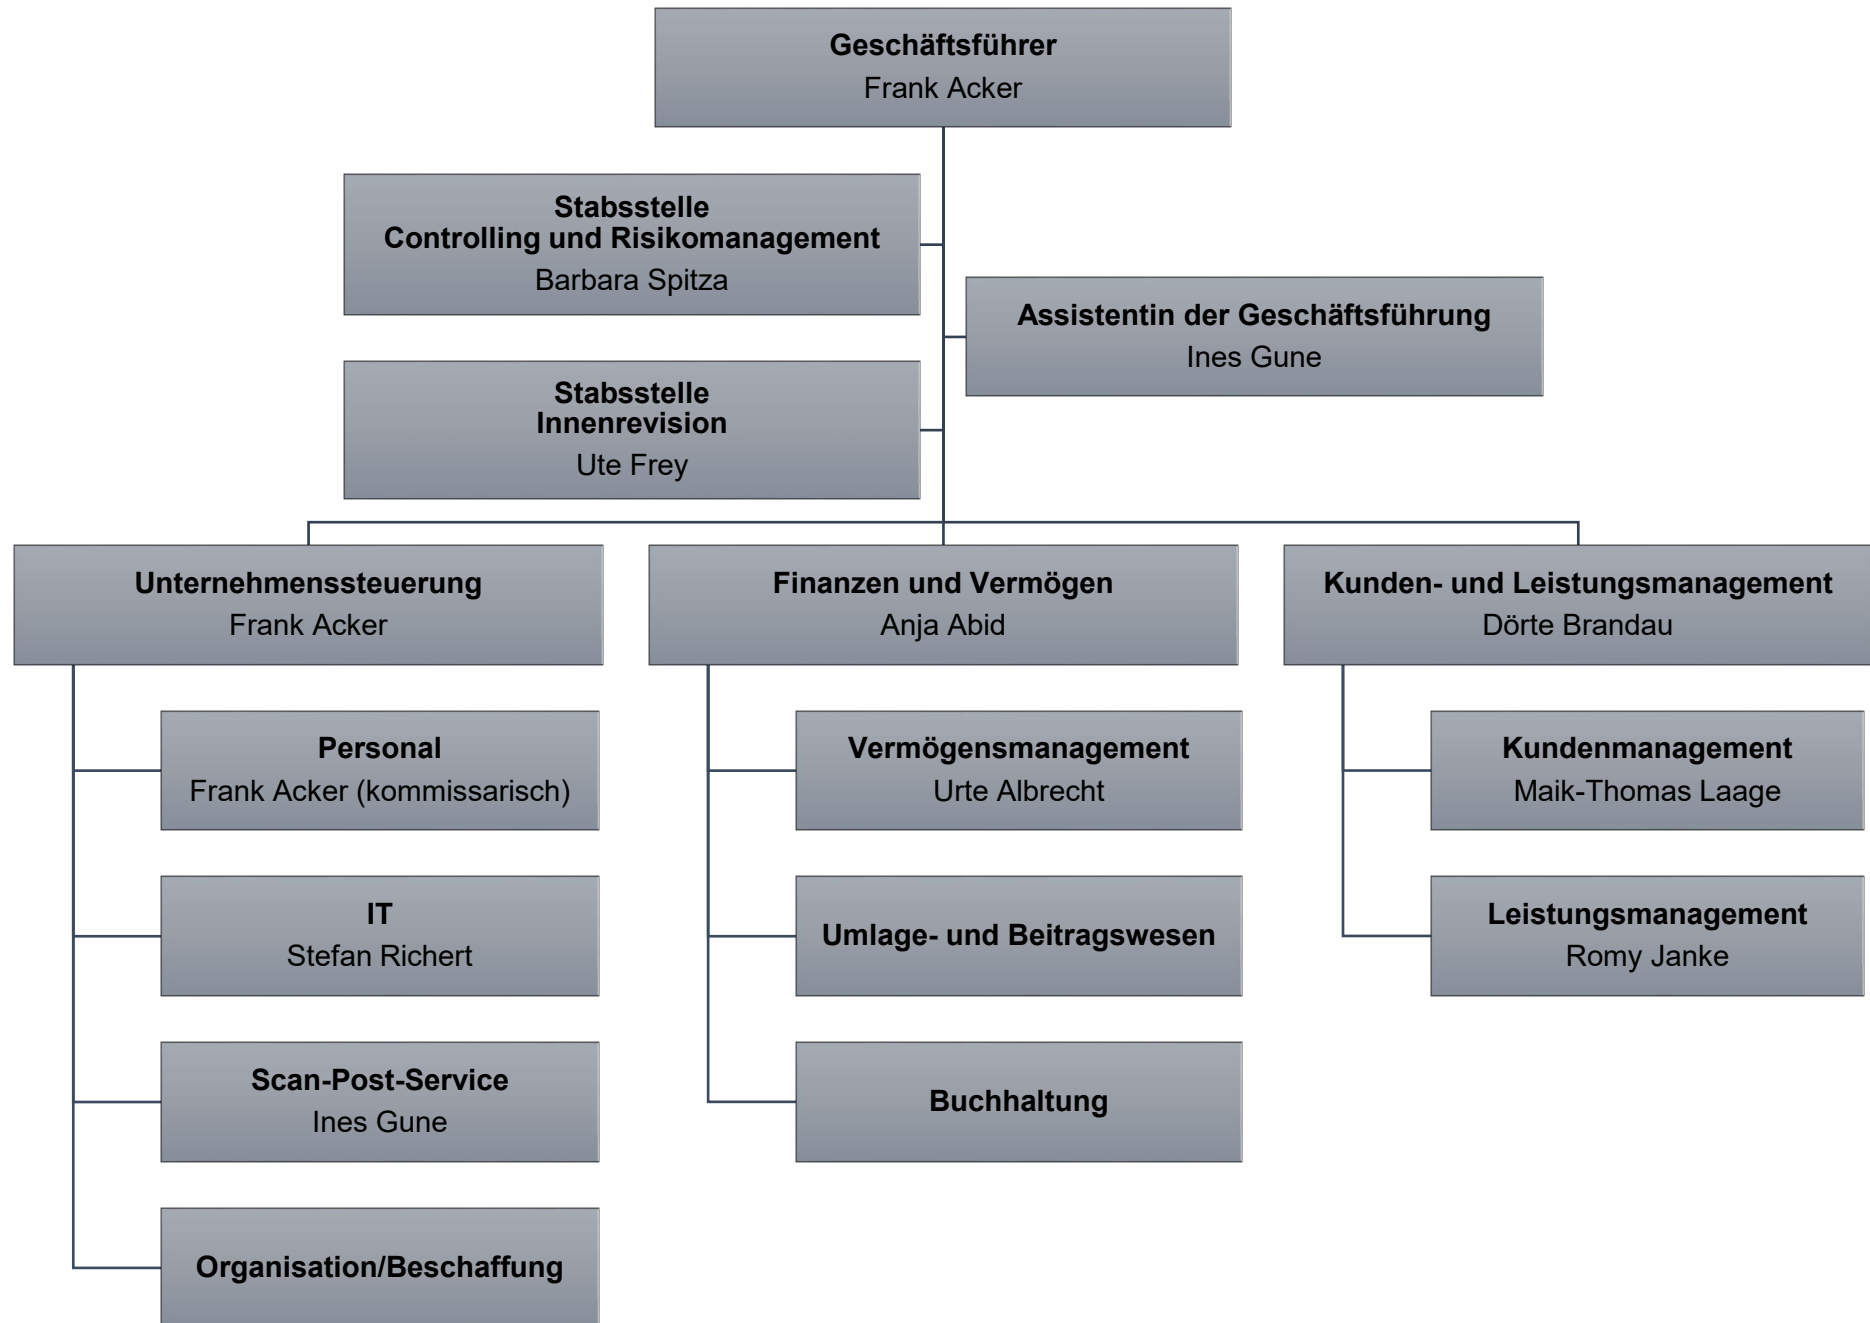 Geschäftsführer
Frank Acker
Stabsstelle
Controlling und Risikomanagement
Barbara Spitza
Assistentin der Geschäftsführung
Ines Gune
Stabsstelle
Innenrevision
Ute Frey
Unternehmenssteuerung
Frank Acker
Personal
Frank Acker (kommissarisch)
IT
Stefan Richert
Scan-Post-Service
Ines Gune
Organisation/Beschaffung
Finanzen und Vermögen
Anja Abid
Vermögensmanagement
Urte Albrecht
Umlage- und Beitragswesen
Buchhaltung
Kunden- und Leistungsmanagement
Dörte Brandau
Kundenmanagement
Maik-Thomas Laage
Leistungsmanagement
Romy Janke